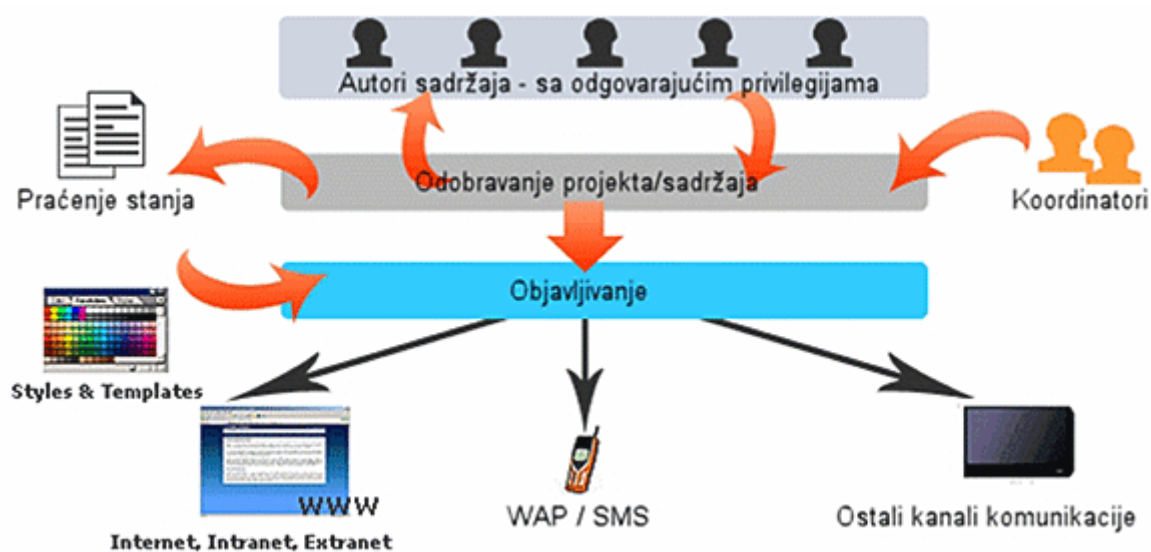 Autori sadržaja - sa odgovarajućim privilegijama
Praćenje stanja
Odobravanje projekta/sadržaja
Koordinatori
Objavljivanje
Styles & Templates
www
Internet, Intranet, Extranet
WAP / SMS
Ostali kanali komunikacije